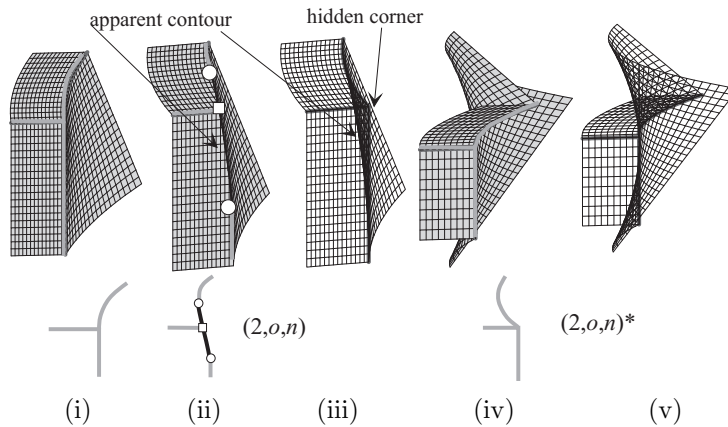 apparent contour
hidden corner
(2,o,n)
(2,o,n)*
(i)
(ii)
(iii)
(iv)
(v)